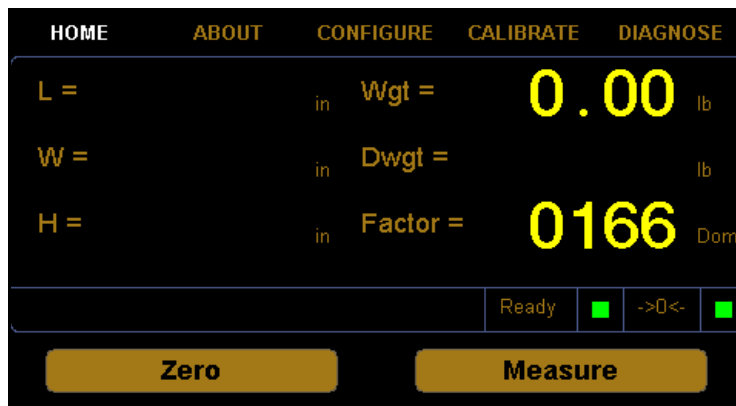 HOME ABOUT CONFIGURE CALIBRATE DIAGNOSE
L = in Wgt = 0.00 lb
W = in Dwgt = lb
H = in Factor = 0166 Dom
Ready ->0<-
Zero Measure